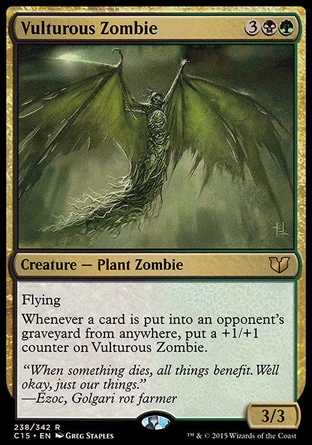 Vulturous Zombie 3
Creature — Plant Zombie
Flying
Whenever a card is put into an opponent's
graveyard from anywhere, put a +1/+1
counter on Vulturous Zombie.
"When something dies, all things benefit. Well
okay, just our things."
—Ezoc, Golgari rot farmer
3/3
238/342 R
C15 • EN GREG STAPLES
™ & © 2015 Wizards of the Coast